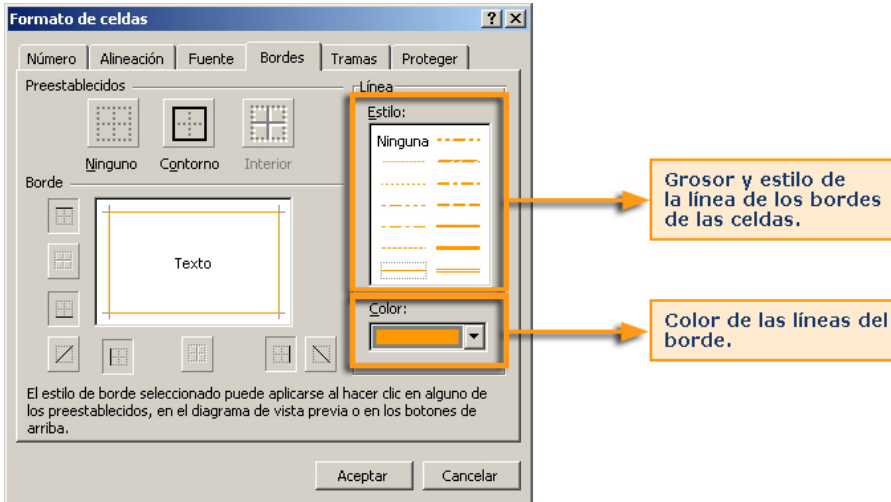 Formato de celdas
Número Alineación Fuente Bordes Tramas Proteger
Preestablecidos
Ninguno Contorno Interior
Borde
Texto
Línea
Estilo:
Ninguna
Color:
El estilo de borde seleccionado puede aplicarse al hacer clic en alguno de
los preestablecidos, en el diagrama de vista previa o en los botones de
arriba.
Aceptar Cancelar
Grosor y estilo de
la línea de los bordes
de las celdas.
Color de las líneas del
borde.